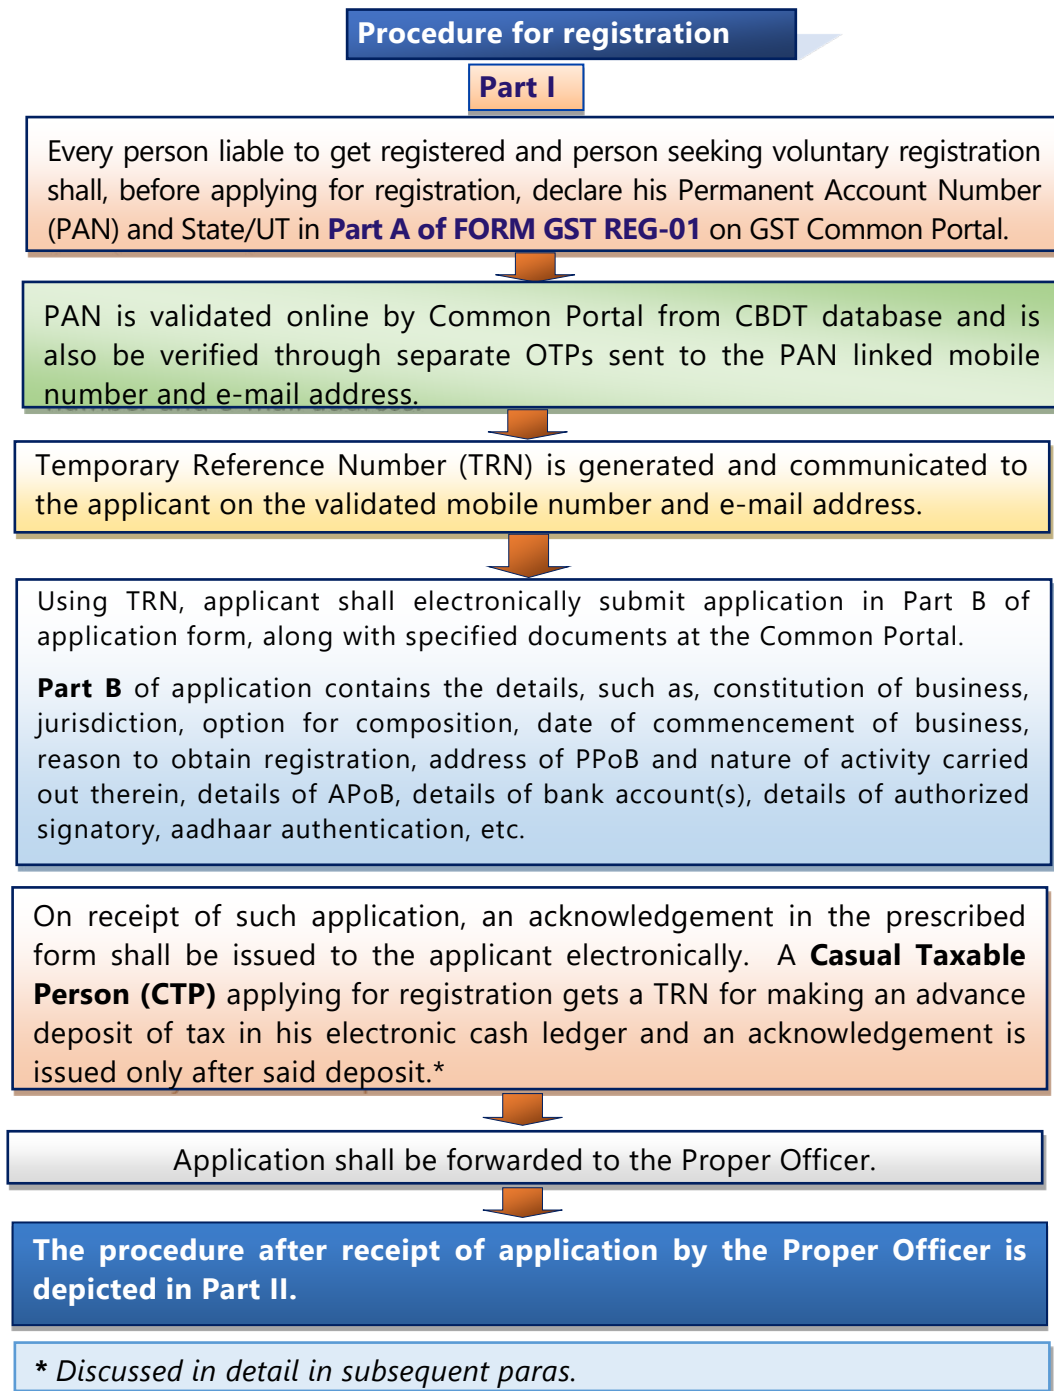 Procedure for registration
Part I
Every person liable to get registered and person seeking voluntary registration
shall, before applying for registration, declare his Permanent Account Number
(PAN) and State/UT in Part A of FORM GST REG-01 on GST Common Portal.
PAN is validated online by Common Portal from CBDT database and is
also be verified through separate OTPs sent to the PAN linked mobile
number and e-mail address.
Temporary Reference Number (TRN) is generated and communicated to
the applicant on the validated mobile number and e-mail address.
Using TRN, applicant shall electronically submit application in Part B of
application form, along with specified documents at the Common Portal.
Part B of application contains the details, such as, constitution of business,
jurisdiction, option for composition, date of commencement of business,
reason to obtain registration, address of PPoB and nature of activity carried
out therein, details of APoB, details of bank account(s), details of authorized
signatory, aadhaar authentication, etc.
On receipt of such application, an acknowledgement in the prescribed
form shall be issued to the applicant electronically. A Casual Taxable
Person (CTP) applying for registration gets a TRN for making an advance
deposit of tax in his electronic cash ledger and an acknowledgement is
issued only after said deposit.*
Application shall be forwarded to the Proper Officer.
The procedure after receipt of application by the Proper Officer is
depicted in Part II.
* Discussed in detail in subsequent paras.